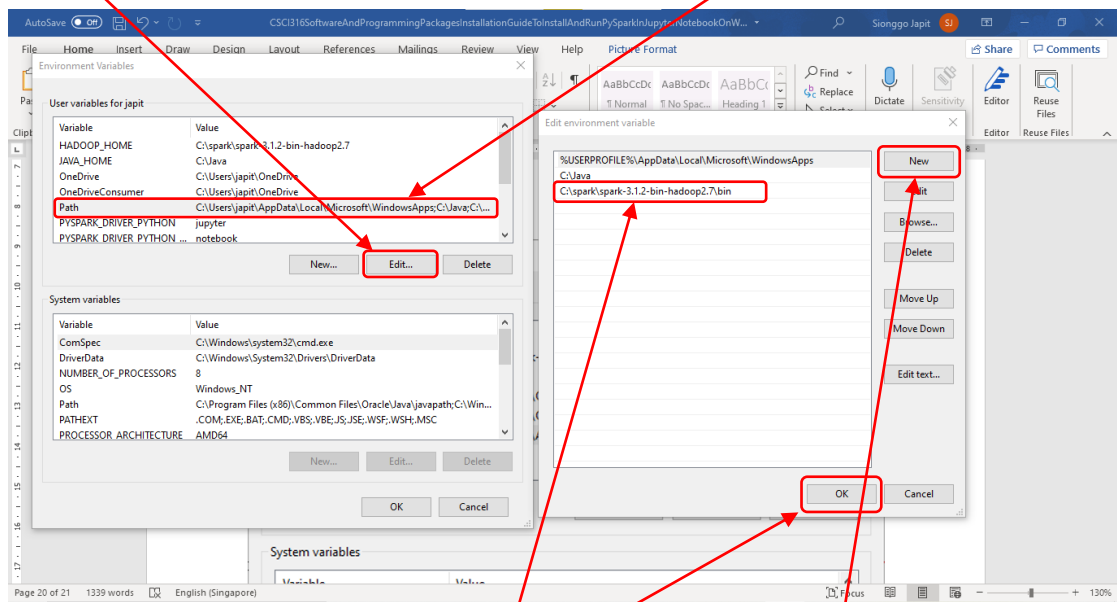 AutoSave Off CSCI316SoftwareAndProgrammingPackagesInstallationGuideToInstallAndRunPySparkInJupyterNotebookOnW... Sionggo Japit SJ
File Home Insert Draw Design Layout References Mailings Review View Help Picture Format Share Comments
AaBbCcDc AaBbCcDc AaBbCc
¶ Normal ¶ No Spac... Heading 1
Find
Replace
Dictate Sensitivity Editor Reuse Files
Editor Reuse Files
Environment Variables
User variables for japit
Variable Value
HADOOP_HOME C:\spark\spark-3.1.2-bin-hadoop2.7
JAVA_HOME C:\Java
OneDrive C:\Users\japit\OneDrive
OneDriveConsumer C:\Users\japit\OneDrive
Path C:\Users\japit\AppData\Local\Microsoft\WindowsApps;C:\Java;C:\...
PYSPARK_DRIVER_PYTHON jupyter
PYSPARK_DRIVER_PYTHON ... notebook
New... Edit... Delete
System variables
Variable Value
ComSpec C:\Windows\system32\cmd.exe
DriverData C:\Windows\System32\Drivers\DriverData
NUMBER_OF_PROCESSORS 8
OS Windows_NT
Path C:\Program Files (x86)\Common Files\Oracle\Java\javapath;C:\Win...
PATHEXT .COM;.EXE;.BAT;.CMD;.VBS;.VBE;.JS;.JSE;.WSF;.WSH;.MSC
PROCESSOR_ARCHITECTURE AMD64
New... Edit... Delete
OK Cancel
Edit environment variable
%USERPROFILE%\AppData\Local\Microsoft\WindowsApps
C:\Java
C:\spark\spark-3.1.2-bin-hadoop2.7\bin
New
Edit
Browse...
Delete
Move Up
Move Down
Edit text...
OK Cancel
System variables
Variable Value
Page 20 of 21 1339 words English (Singapore) Focus 130%